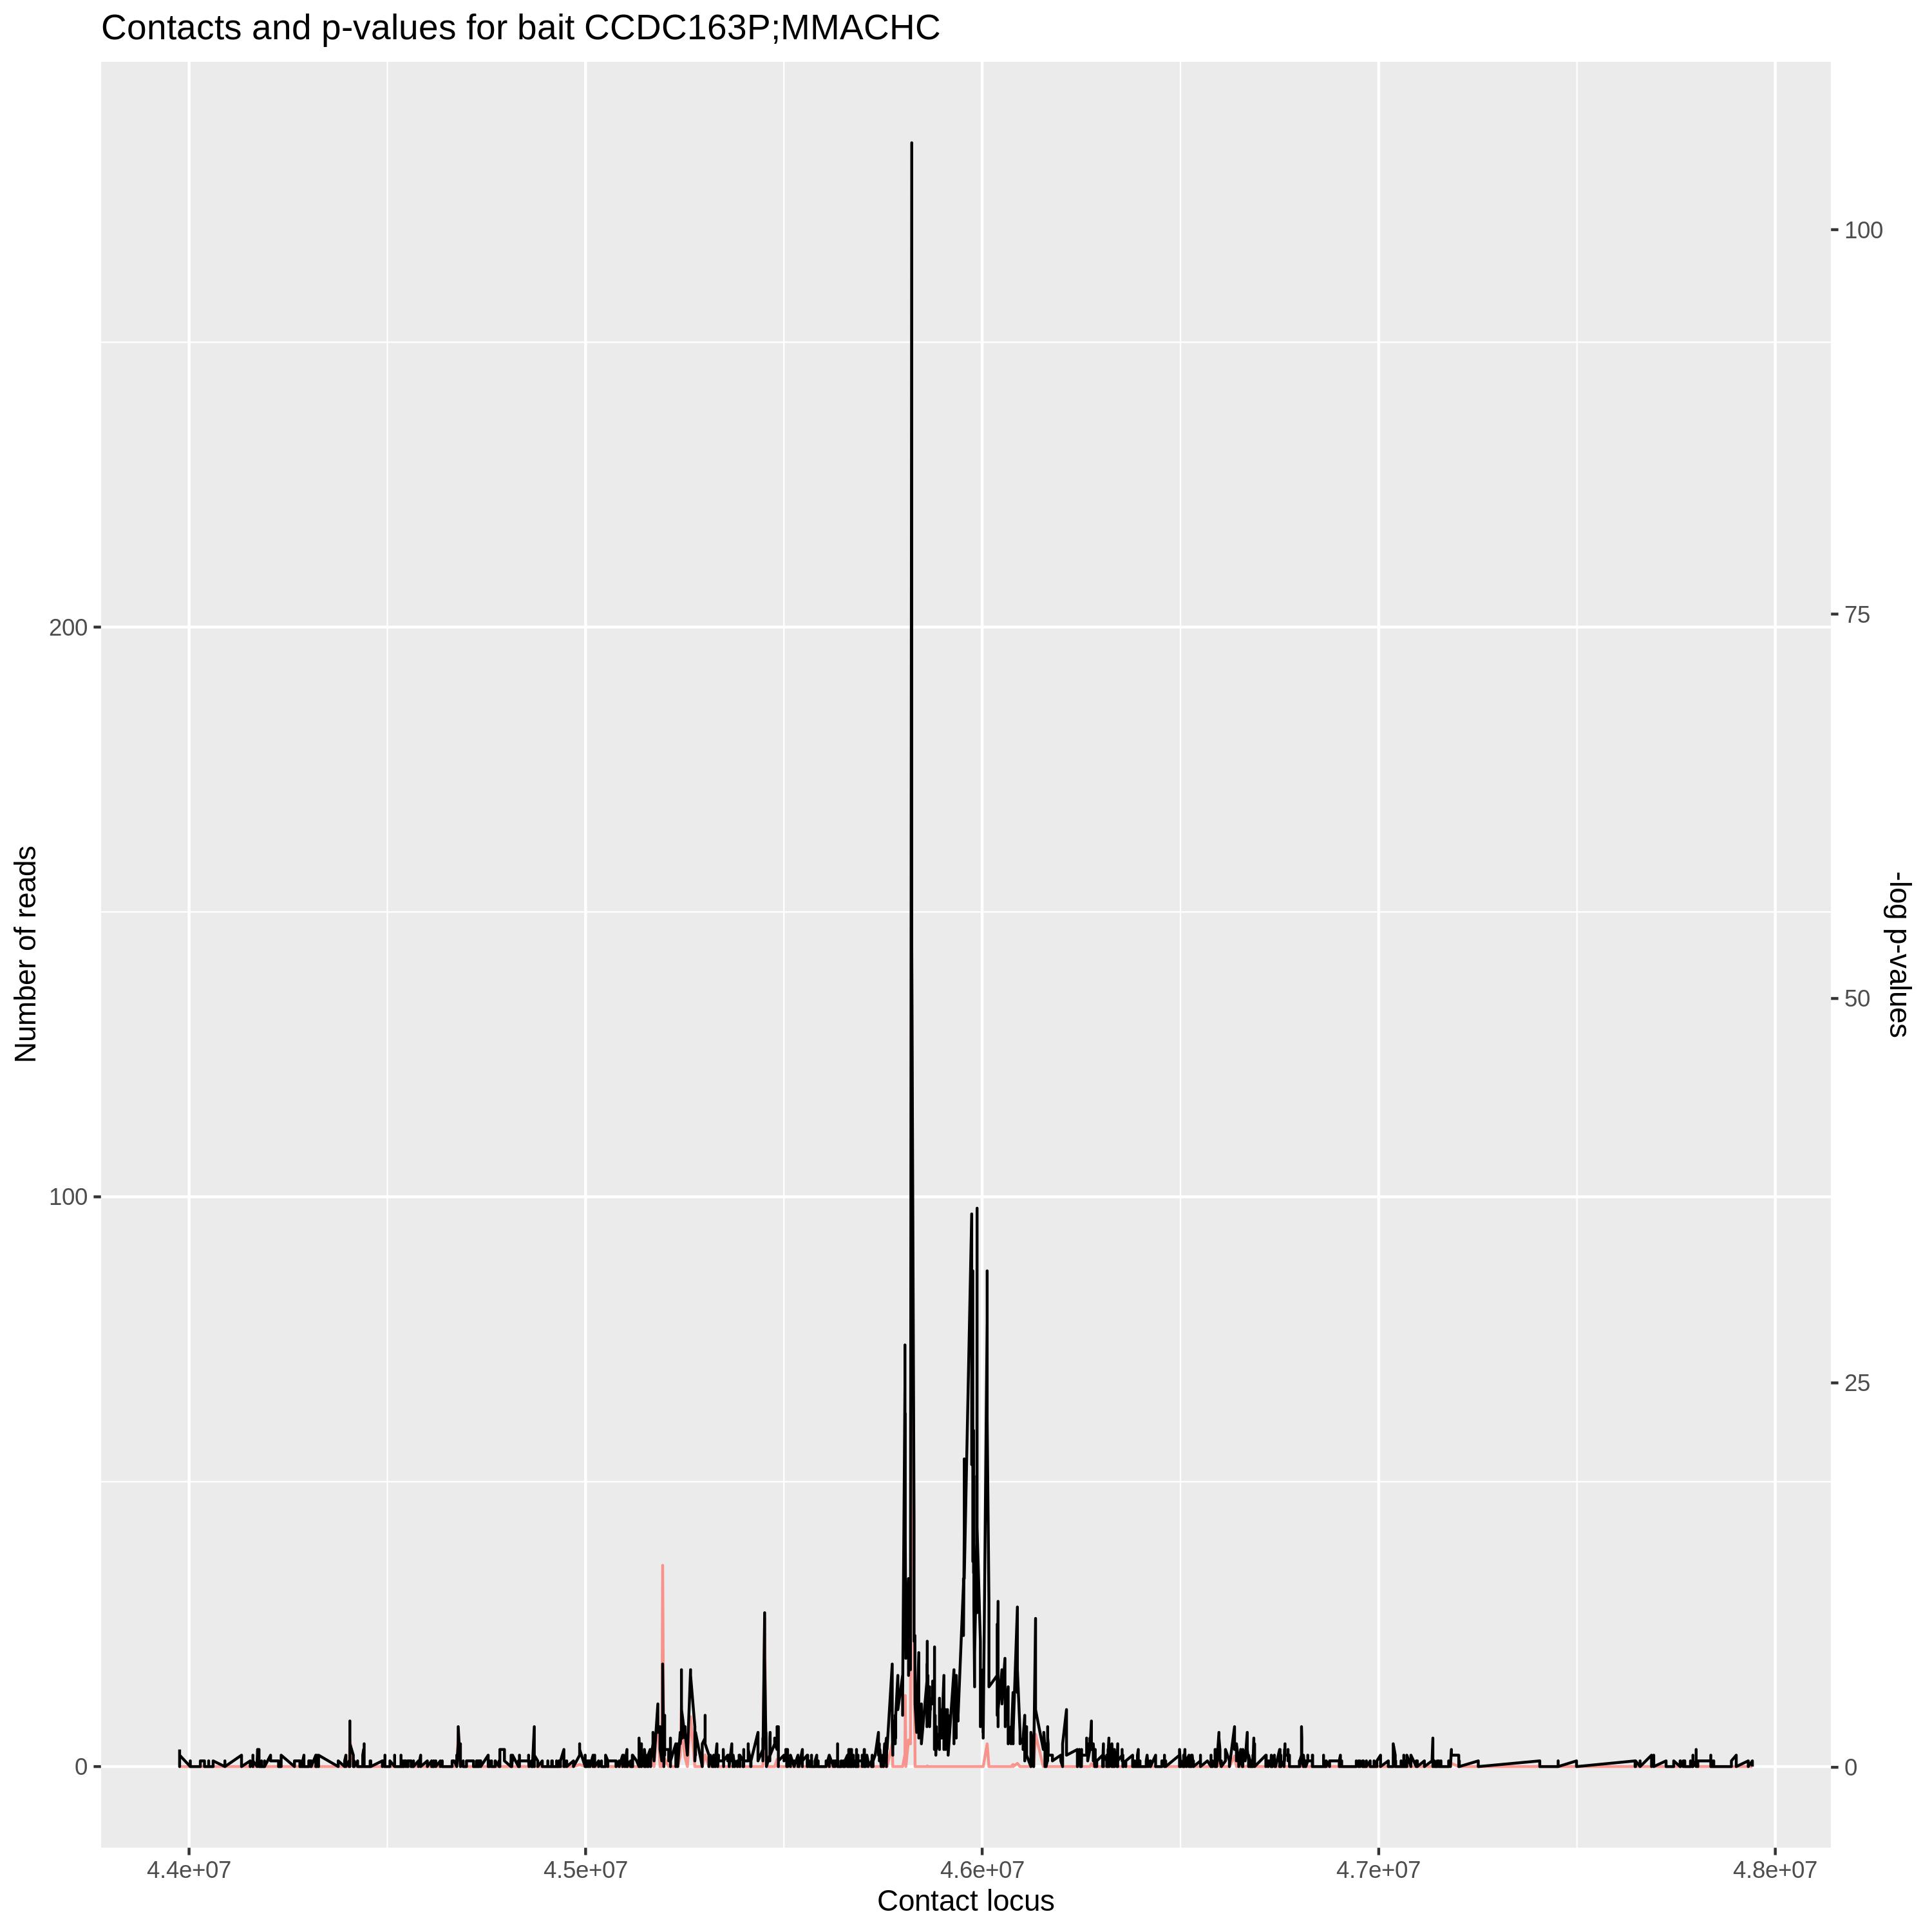 Contacts and p-values for bait CCDC163P;MMACHC
100
200
75
Number of reads
-log p-values
50
100
25
0
0
4.4e+07
4.5e+07
4.6e+07
4.7e+07
4.8e+07
Contact locus